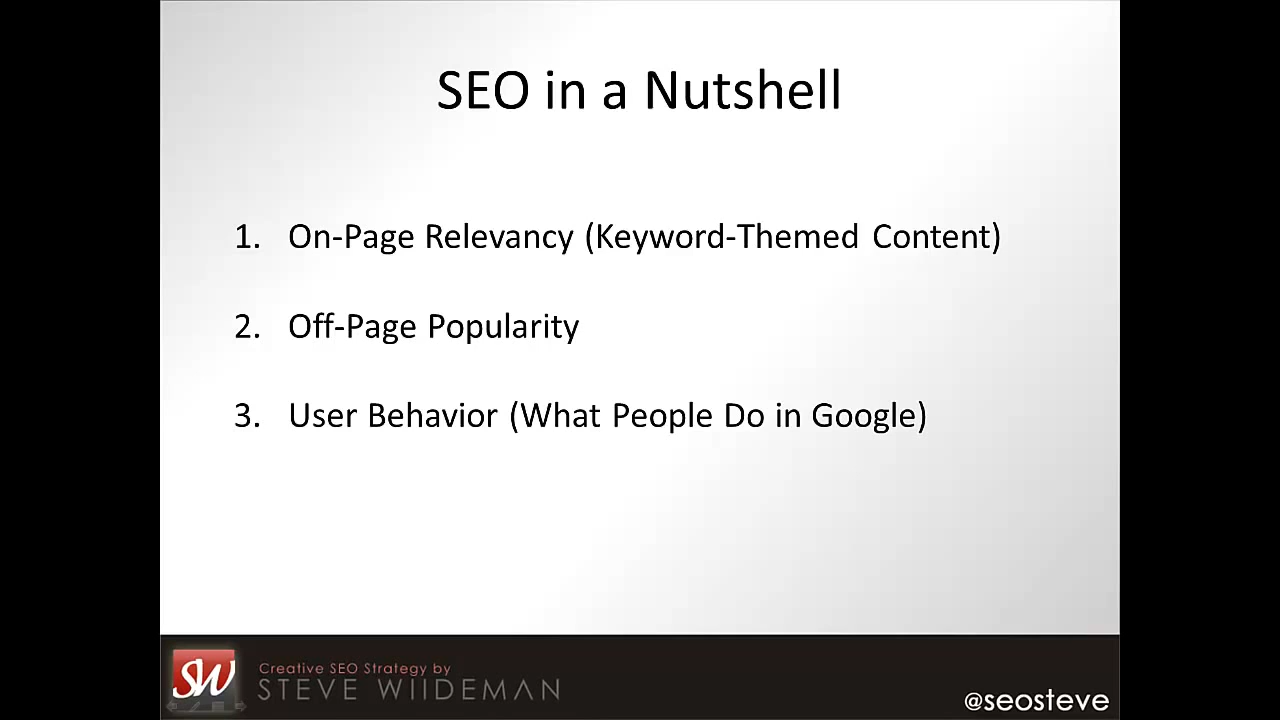 SEO in a Nutshell
1. On-Page Relevancy (Keyword-Themed Content)
2. Off-Page Popularity
3. User Behavior (What People Do in Google)
SW
Creative SEO Strategy by
STEVE WIIDEMAN
@seosteve